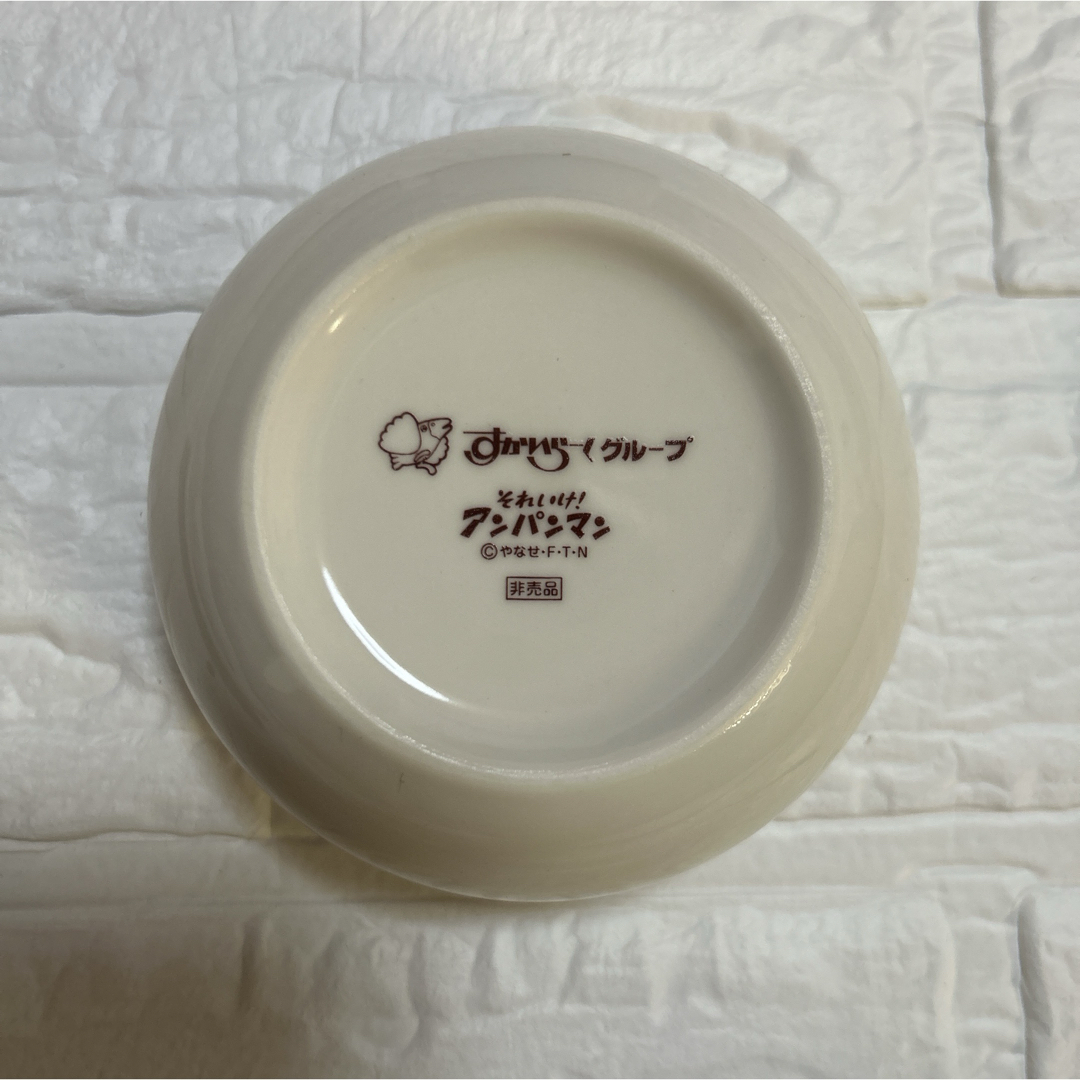 すかいらーくグループ
それいけ!
アンパンマン
©やなせ・F・T・N
非売品